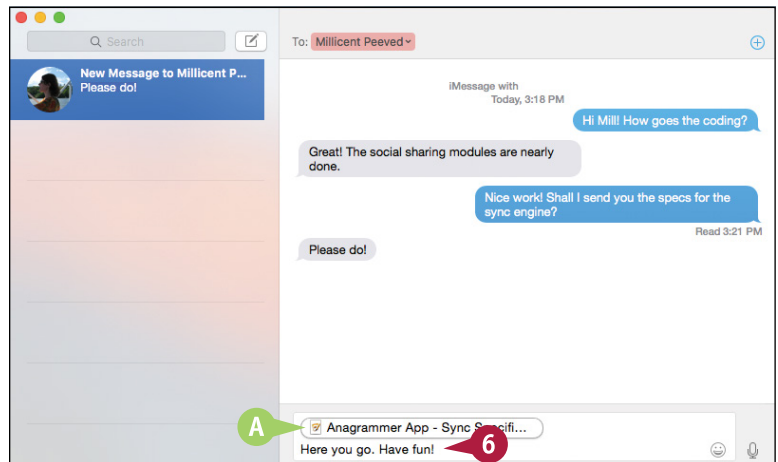 Search
To: Millicent Peeved
New Message to Millicent P...
Please do!
iMessage with
Today, 3:18 PM
Hi Mill! How goes the coding?
Great! The social sharing modules are nearly
done.
Nice work! Shall I send you the specs for the
sync engine?
Read 3:21 PM
Please do!
A
Anagrammer App - Sync Specifi...
Here you go. Have fun!
6